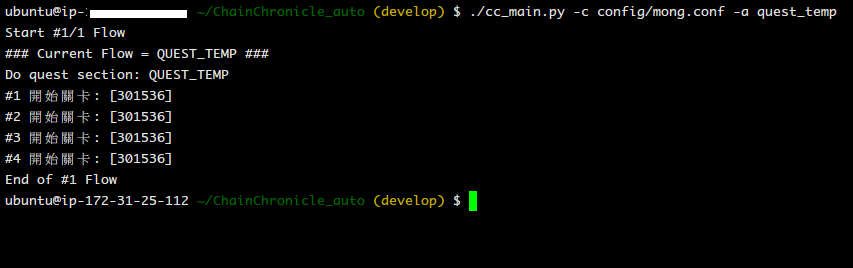 ubuntu@ip- ~/ChainChronicle_auto (develop) $ ./cc_main.py -c config/mong.conf -a quest_temp
Start #1/1 Flow
### Current Flow = QUEST_TEMP ###
Do quest section: QUEST_TEMP
#1 開始關卡: [301536]
#2 開始關卡: [301536]
#3 開始關卡: [301536]
#4 開始關卡: [301536]
End of #1 Flow
ubuntu@ip-172-31-25-112 ~/ChainChronicle_auto (develop) $